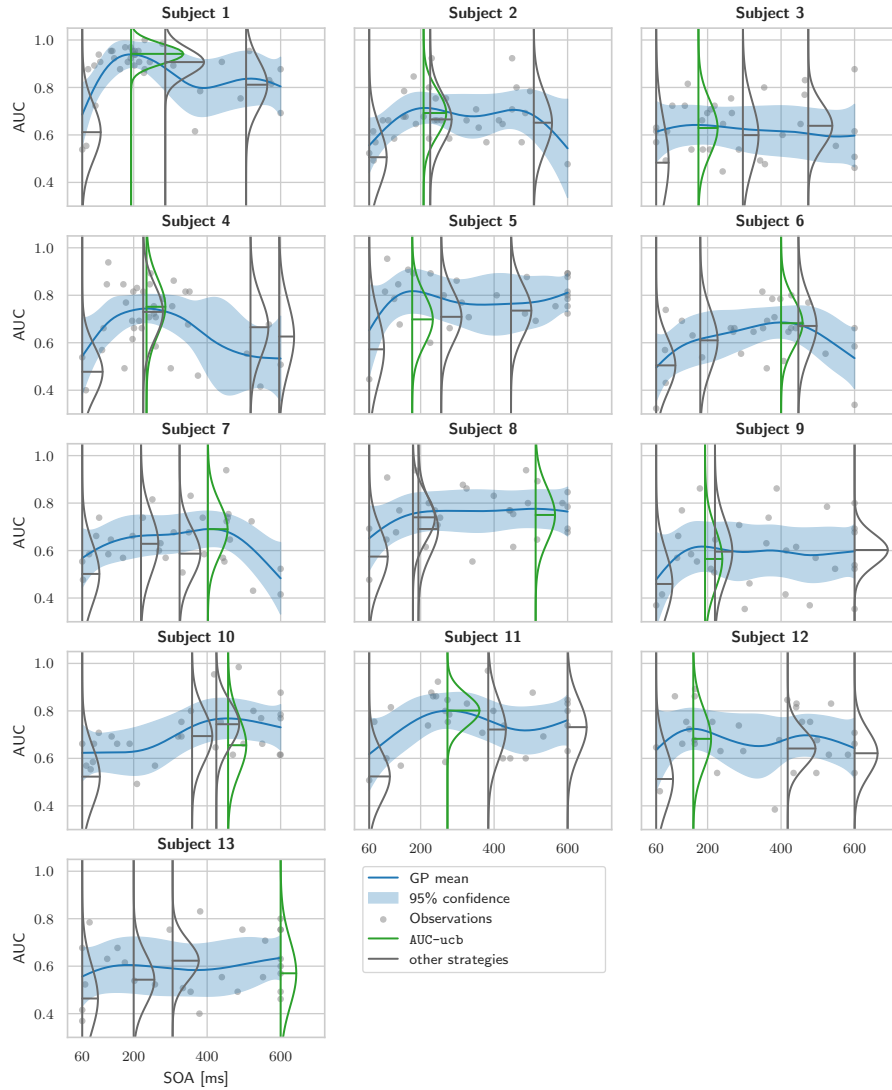 Subject 1
Subject 2
Subject 3
1.0
0.8
0.6
0.4
AUC
Subject 4
Subject 5
Subject 6
1.0
0.8
0.6
0.4
AUC
Subject 7
Subject 8
Subject 9
1.0
0.8
0.6
0.4
AUC
Subject 10
Subject 11
Subject 12
1.0
0.8
0.6
0.4
AUC
60 200 400 600
60 200 400 600
Subject 13
1.0
0.8
0.6
0.4
AUC
60 200 400 600
SOA [ms]
GP mean
95% confidence
Observations
AUC-ucb
other strategies